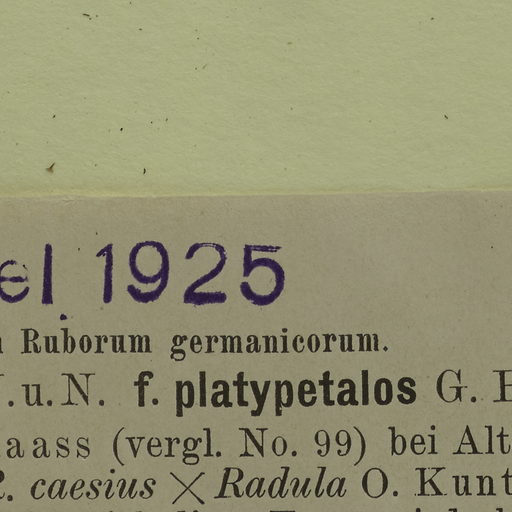 el 1925
Ruborum germanicorum.
u. N. f. platypetalos G.
aass (vergl. No. 99) bei Alt
caesius × Radula O. Kunt